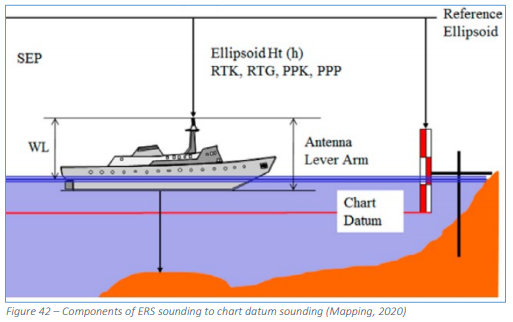 Reference
Ellipsoid
SEP
Ellipsoid Ht (h)
RTK, RTG, PPK, PPP
WL
Antenna
Lever Arm
Chart
Datum
Figure 42 – Components of ERS sounding to chart datum sounding (Mapping, 2020)